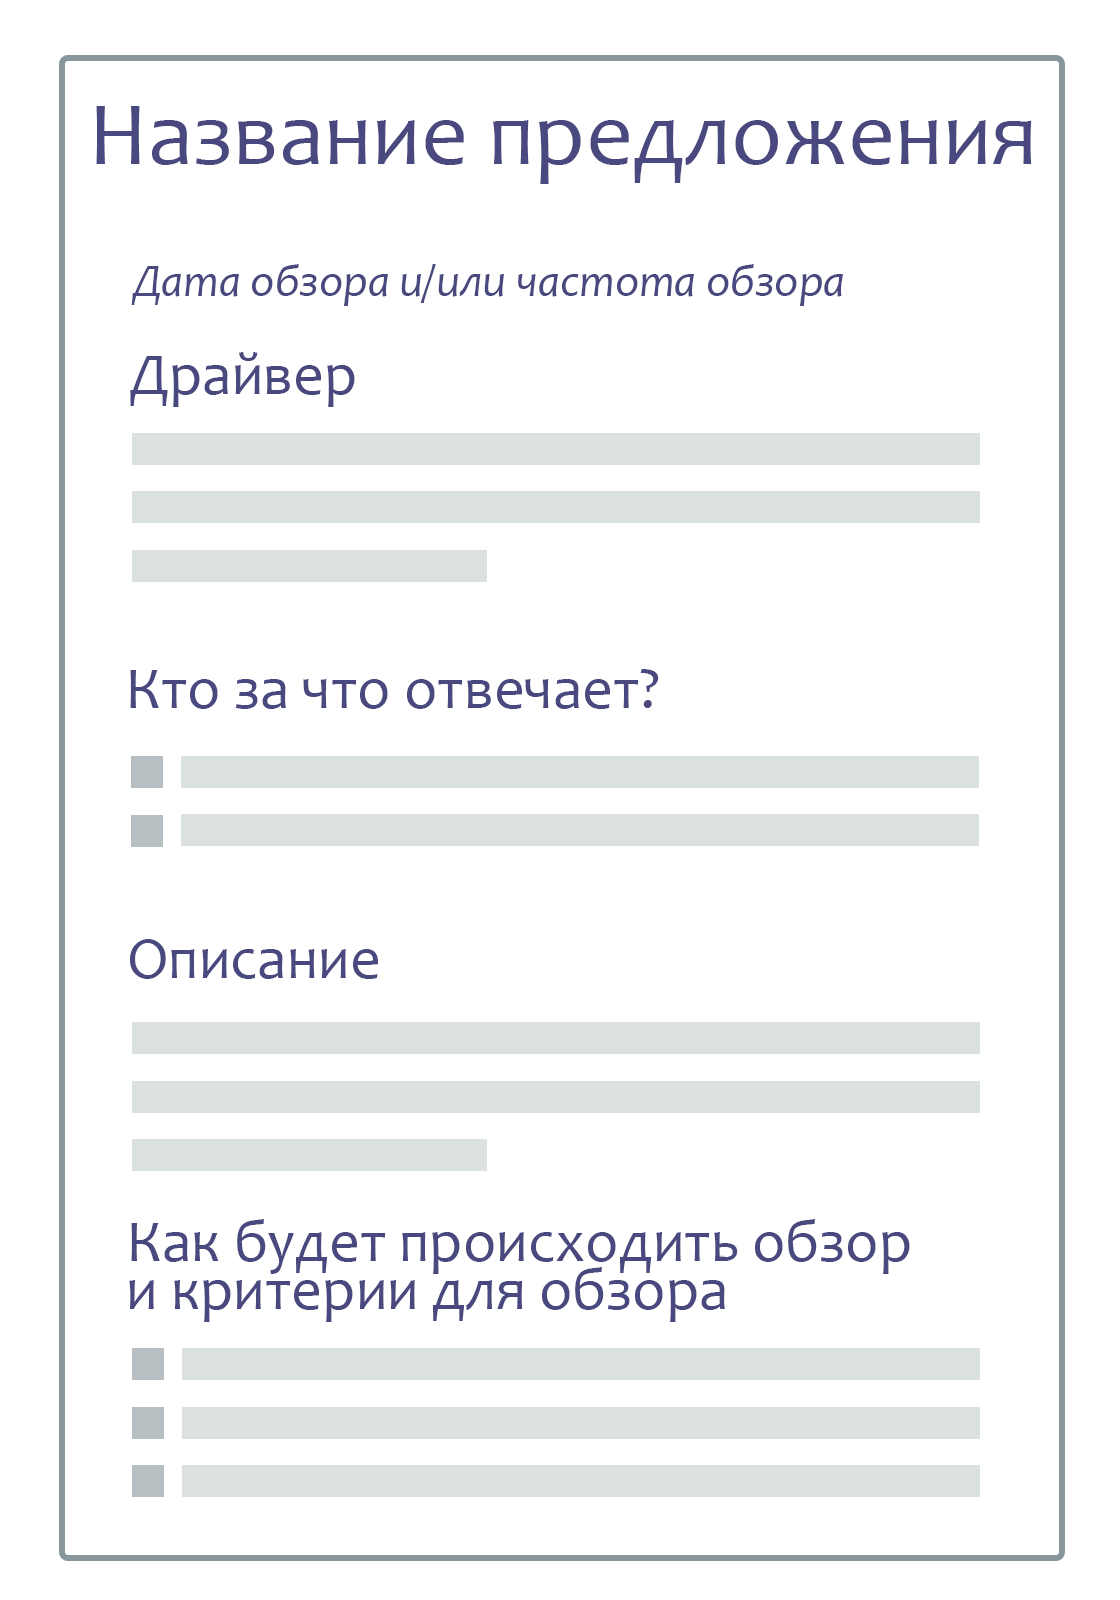 Название предложения
Дата обзора и/или частота обзора
Драйвер
Кто за что отвечает?
Описание
Как будет происходить обзор
и критерии для обзора